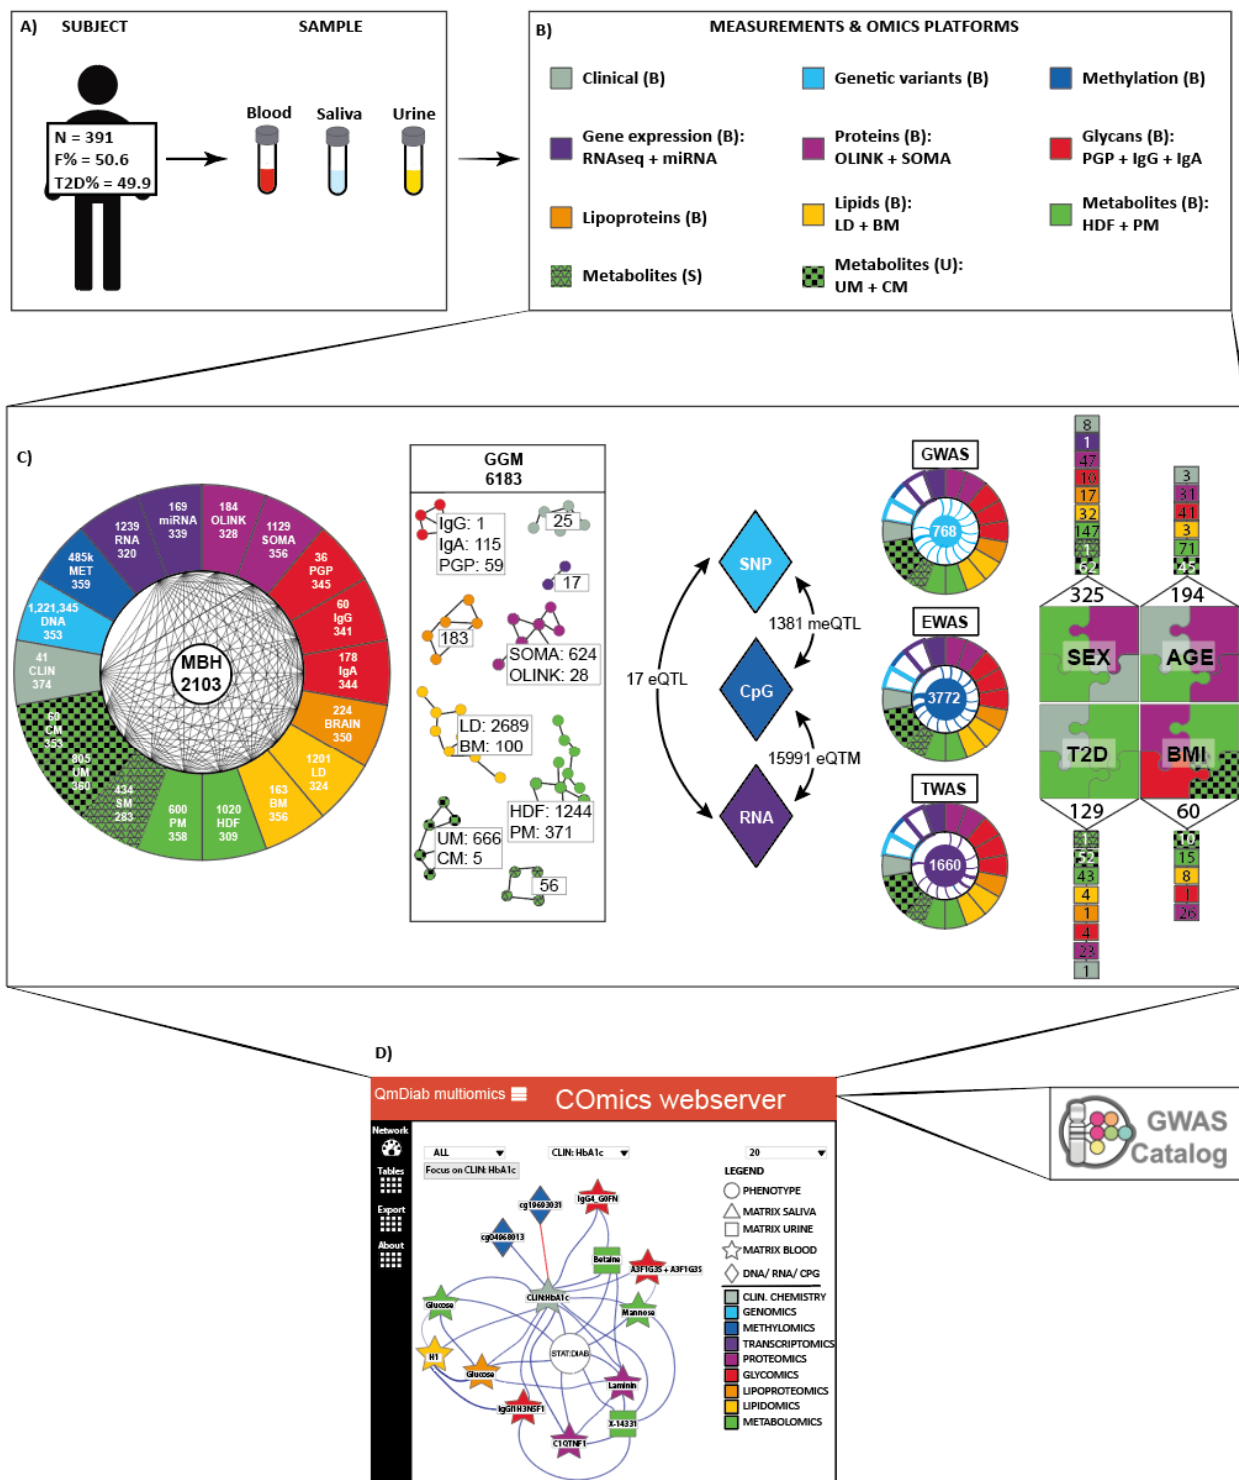 A) SUBJECT SAMPLE
N = 391
F% = 50.6
T2D% = 49.9
Blood Saliva Urine
B) MEASUREMENTS & OMICS PLATFORMS
Clinical (B)
Genetic variants (B)
Methylation (B)
Gene expression (B):
RNAseq + miRNA
Proteins (B):
OLINK + SOMA
Glycans (B):
PGP + IgG + IgA
Lipoproteins (B)
Lipids (B):
LD + BM
Metabolites (B):
HDF + PM
Metabolites (S)
Metabolites (U):
UM + CM
C)
MBH
2103
169
miRNA
339
184
OLINK
328
1129
SOMA
356
36
PGP
345
60
IgG
341
178
IgA
344
224
BRAIN
350
1201
LD
324
163
BM
356
1020
HDF
309
600
PM
358
434
SM
283
805
UM
360
60
CM
353
41
CLIN
374
1,221,345
DNA
353
485k
MET
359
1239
RNA
320
GGM
6183
IgG: 1
IgA: 115
PGP: 59
25
17
183
SOMA: 624
OLINK: 28
LD: 2689
BM: 100
HDF: 1244
PM: 371
UM: 666
CM: 5
56
SNP
CpG
RNA
1381 meQTL
17 eQTL
15991 eQTM
GWAS
768
EWAS
3772
TWAS
1660
8
1
47
10
17
32
147
1
62
325
3
31
41
3
71
45
194
SEX
AGE
T2D
BMI
129
1
52
43
4
1
4
23
1
60
10
15
8
1
26
D)
QmDiab multiomics
COmics webserver
Network
Tables
Export
About
ALL
CLIN: HbA1c
20
Focus on CLIN: HbA1c
cg19693031
IgG4_G0FN
cg04968013
Betaine
A3F1G3S + A3F1G3S
CLIN:HbA1c
Glucose
Mannose
STAT:DIAB
H1
Glucose
Laminin
IgGI1H3N5F1
X-14331
C1QTNF1
LEGEND
PHENOTYPE
MATRIX SALIVA
MATRIX URINE
MATRIX BLOOD
DNA/ RNA/ CPG
CLIN. CHEMISTRY
GENOMICS
METHYLOMICS
TRANSCRIPTOMICS
PROTEOMICS
GLYCOMICS
LIPOPROTEOMICS
LIPIDOMICS
METABOLOMICS
GWAS
Catalog